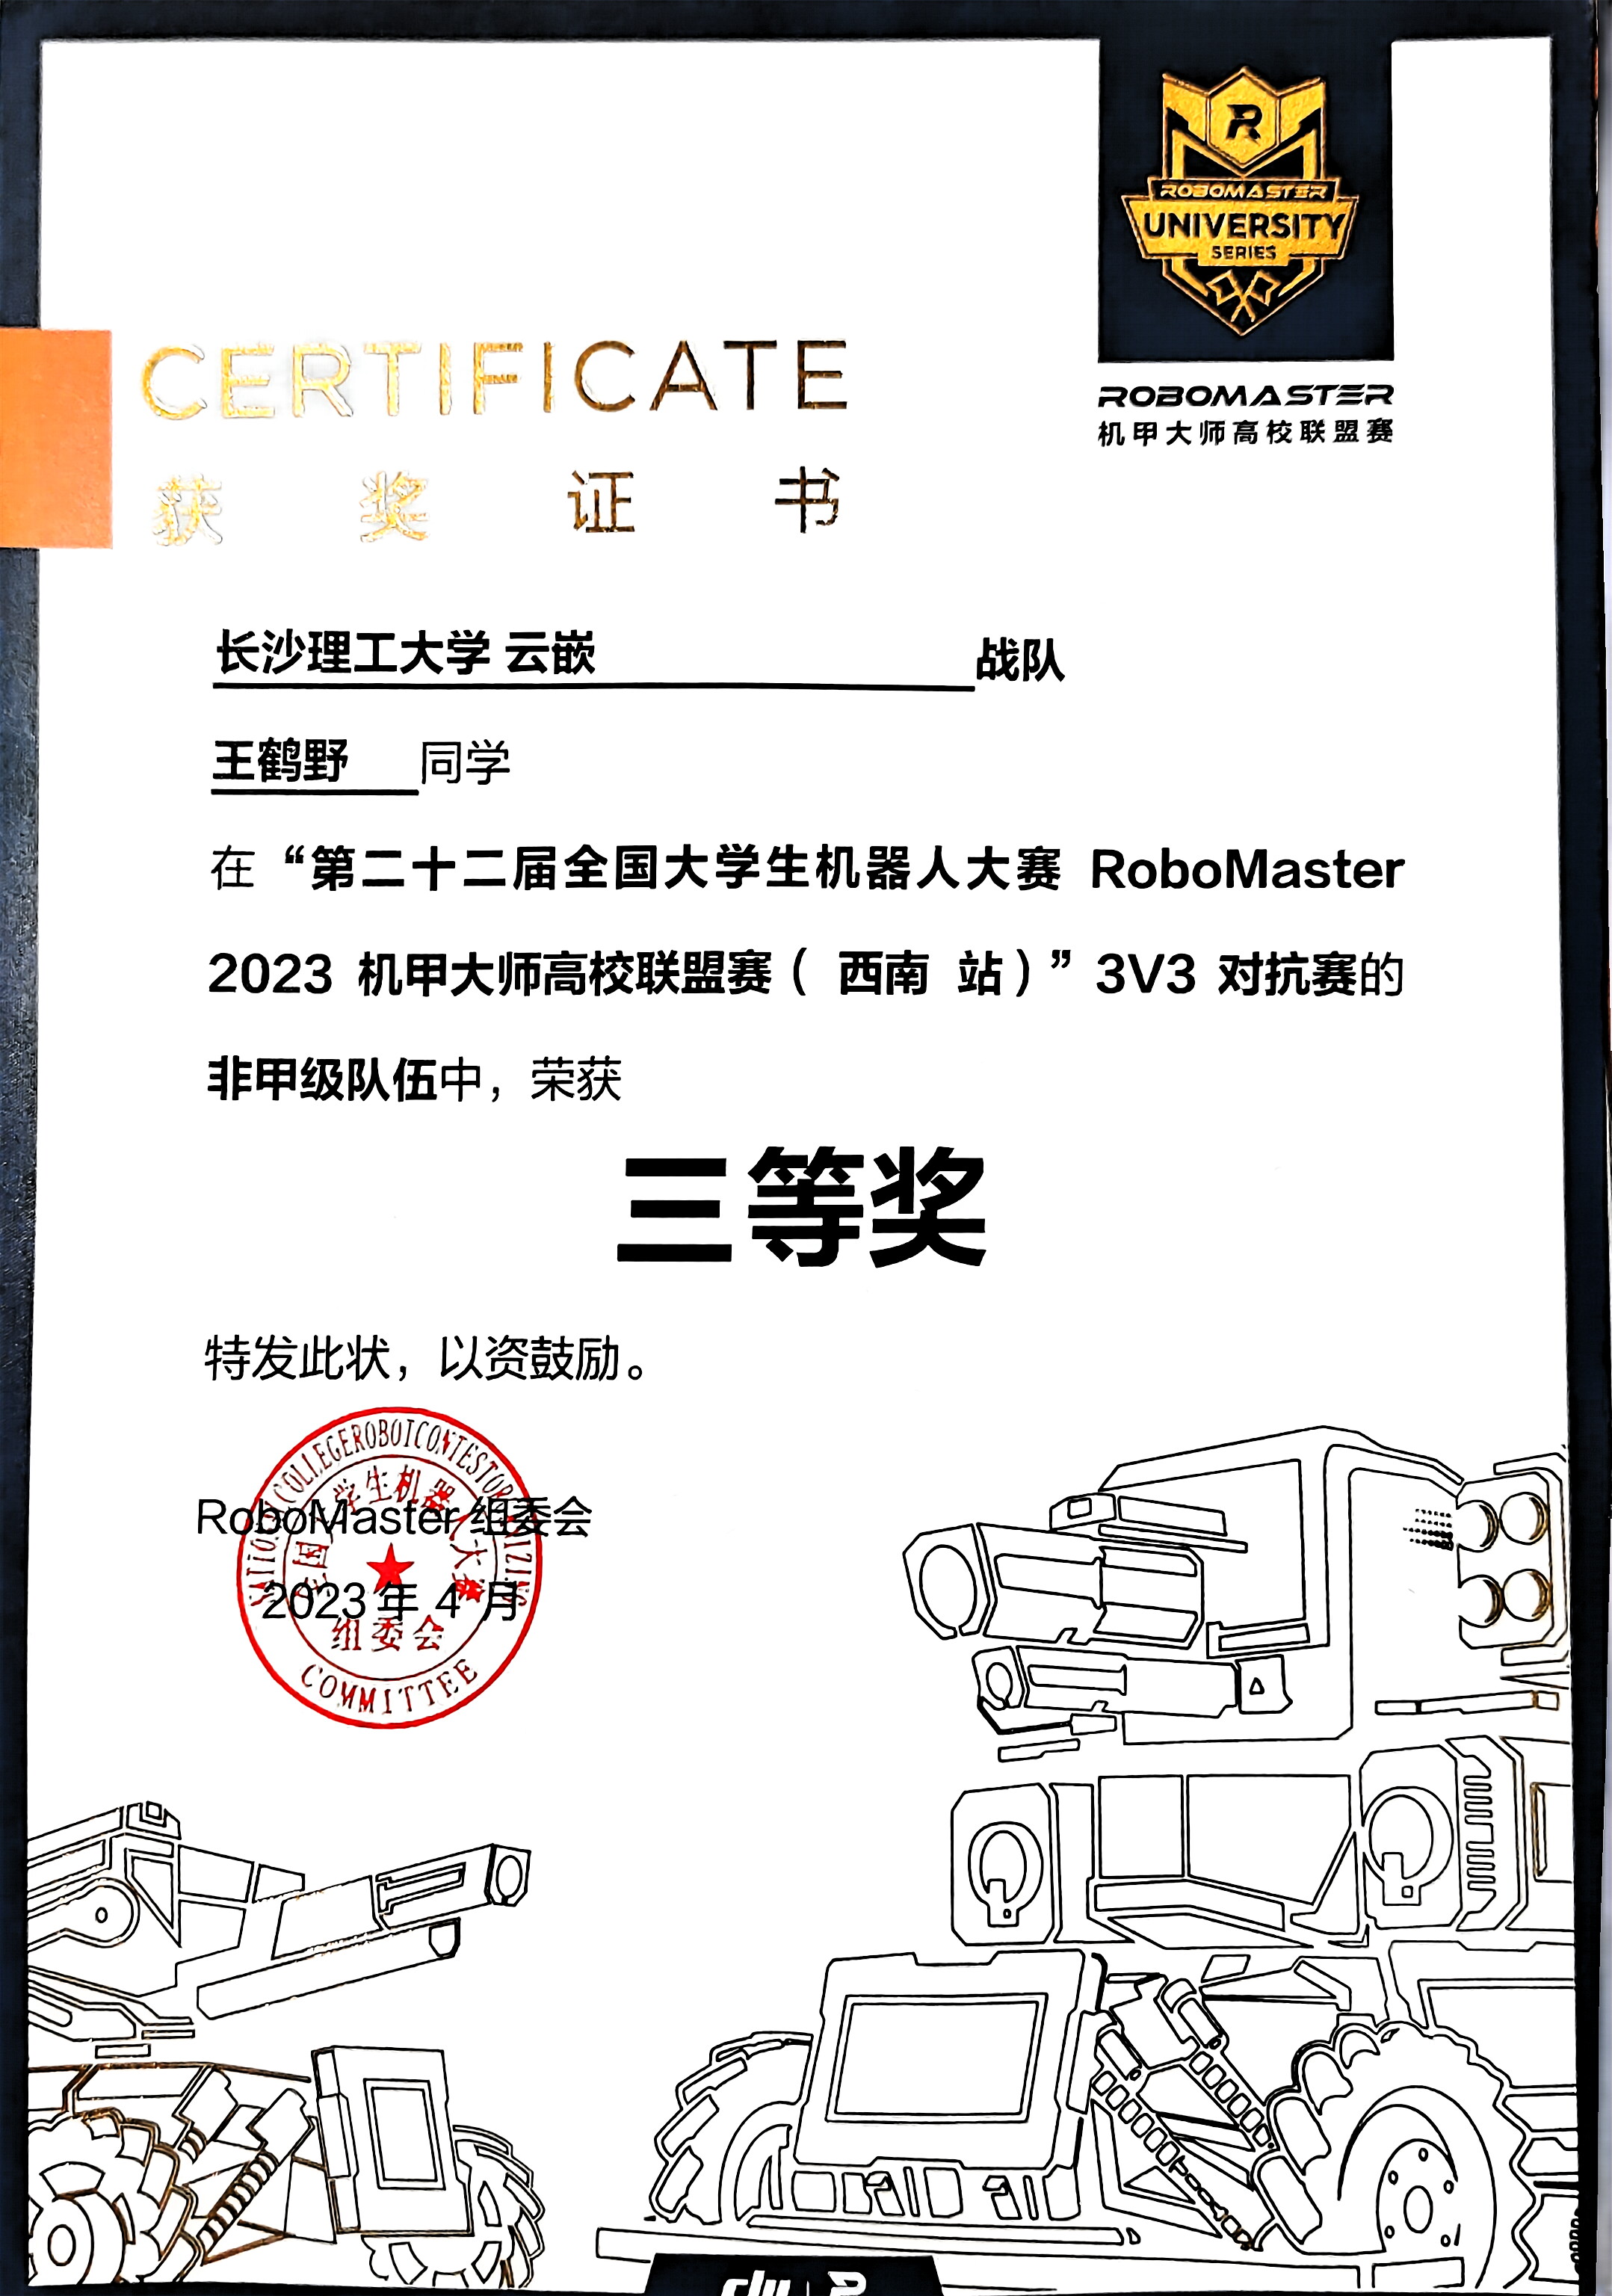 R
ROBOMASTER
UNIVERSITY
SERIES
ROBOMASTER
机甲大师高校联盟赛
CERTIFICATE
获奖证书
长沙理工大学 云嵌 战队
王鹤野 同学
在“第二十二届全国大学生机器人大赛 RoboMaster
2023 机甲大师高校联盟赛（ 西南 站）”3V3 对抗赛的
非甲级队伍中，荣获
三等奖
特发此状，以资鼓励。
RoboMaster 组委会
2023 年 4 月
全国大学生机器人大赛
组委会
COMMITTEE